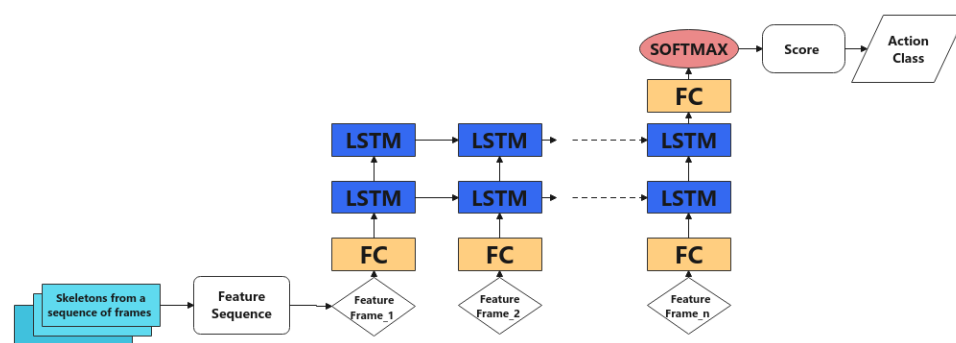 SOFTMAX
Score
Action
Class
FC
LSTM
LSTM
LSTM
LSTM
LSTM
LSTM
FC
FC
FC
Skeletons from a
sequence of frames
Feature
Sequence
Feature
Frame_1
Feature
Frame_2
Feature
Frame_n